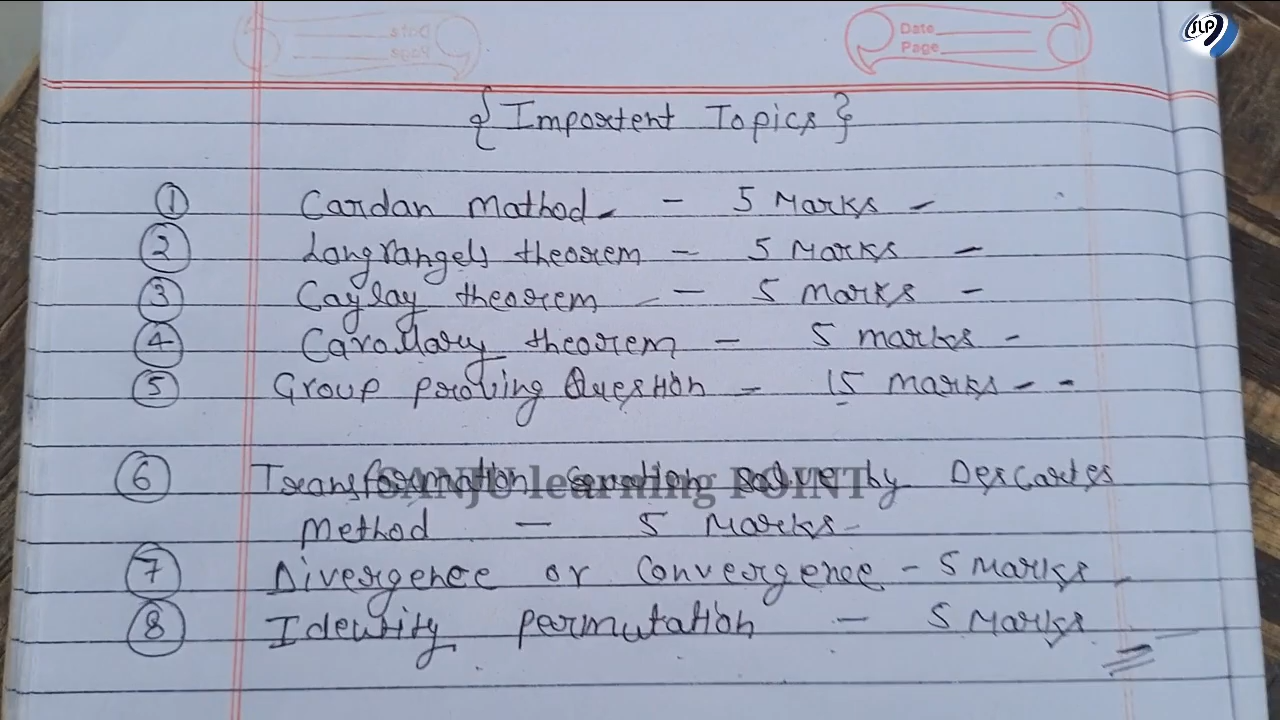 SLP
Date
Page
{ Importent Topics }
① Cardan Mathod - 5 Marks -
② Langrangels theorem - 5 Marks -
③ Caylay theorem - 5 marks -
④ Carollary theorem - 5 marks -
⑤ Group proving Question - 15 marks - -
⑥ Transformation equation solve by Descartes
SANJU learning POINT
Method - 5 Marks -
⑦ Divergence or Convergence - 5 Marks
⑧ Identity permutation - 5 Marks